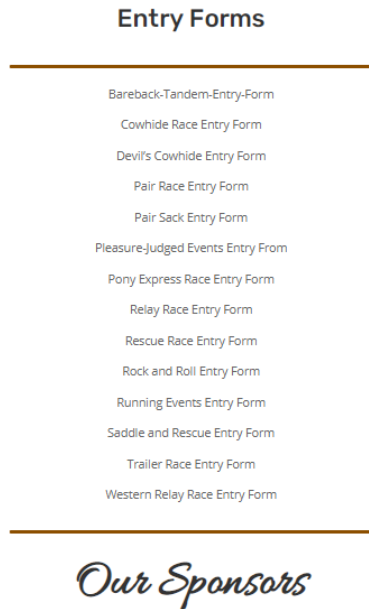 Entry Forms
Bareback-Tandem-Entry-Form
Cowhide Race Entry Form
Devil's Cowhide Entry Form
Pair Race Entry Form
Pair Sack Entry Form
Pleasure-Judged Events Entry From
Pony Express Race Entry Form
Relay Race Entry Form
Rescue Race Entry Form
Rock and Roll Entry Form
Running Events Entry Form
Saddle and Rescue Entry Form
Trailer Race Entry Form
Western Relay Race Entry Form
Our Sponsors